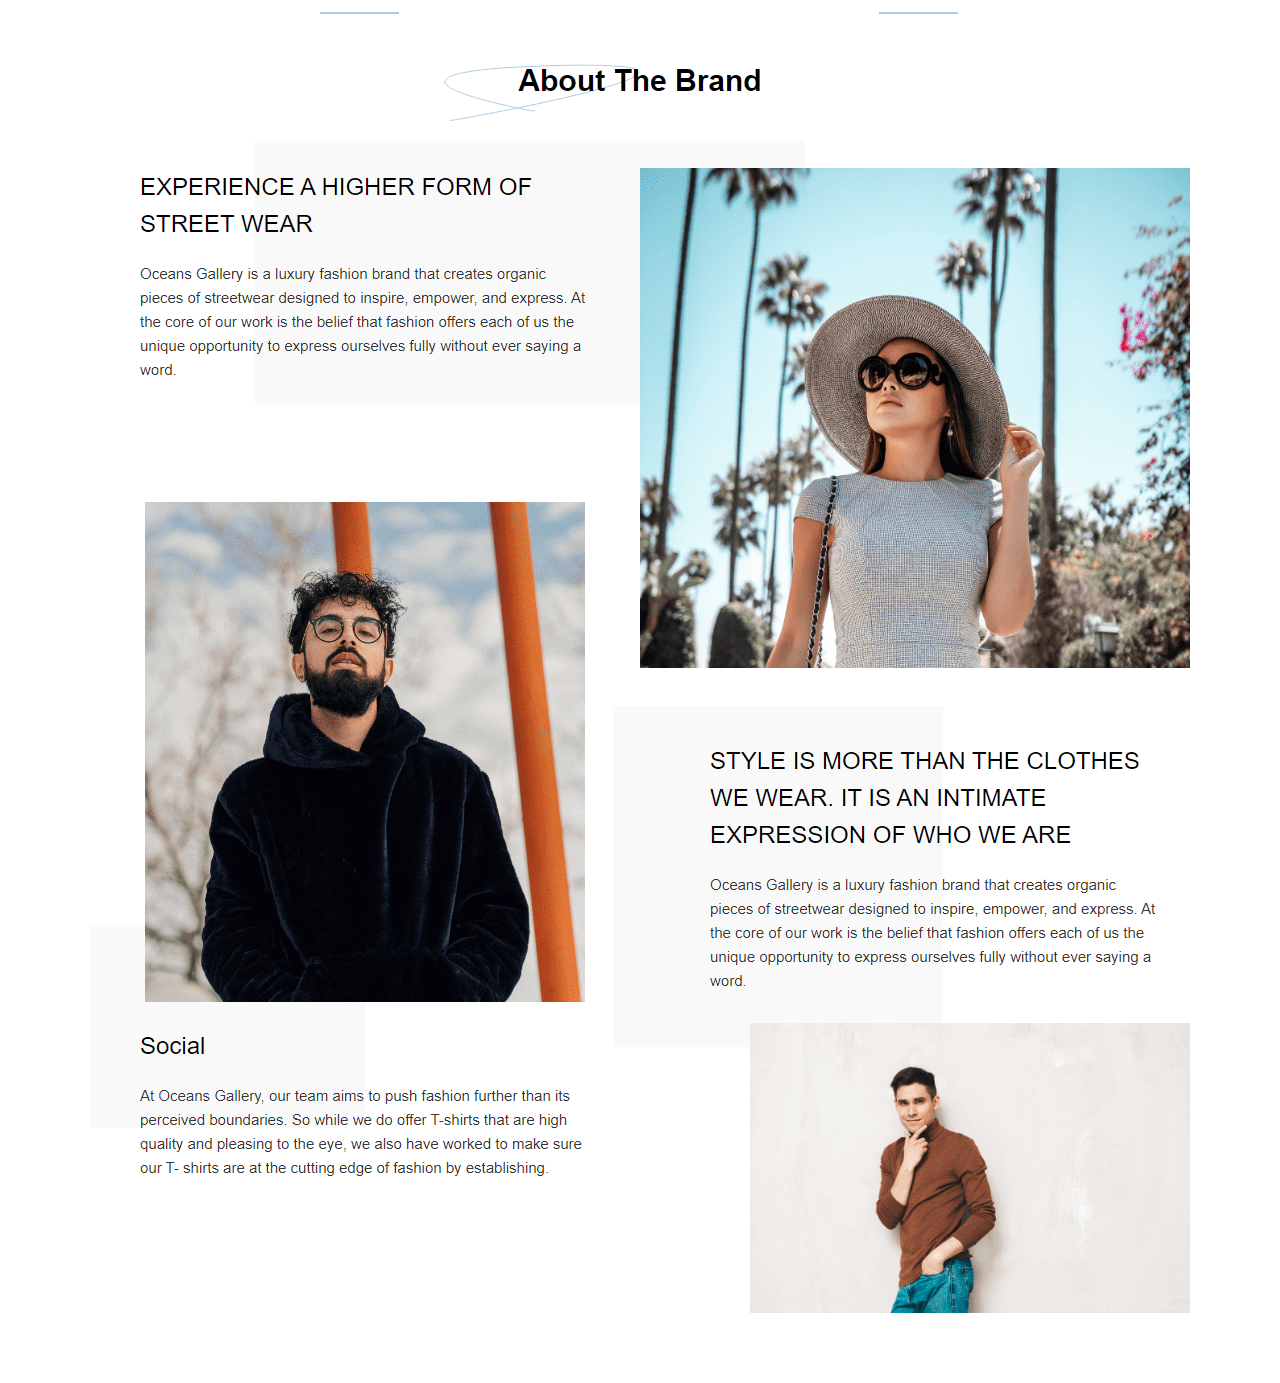 About The Brand
EXPERIENCE A HIGHER FORM OF
STREET WEAR
Oceans Gallery is a luxury fashion brand that creates organic
pieces of streetwear designed to inspire, empower, and express. At
the core of our work is the belief that fashion offers each of us the
unique opportunity to express ourselves fully without ever saying a
word.
STYLE IS MORE THAN THE CLOTHES
WE WEAR. IT IS AN INTIMATE
EXPRESSION OF WHO WE ARE
Oceans Gallery is a luxury fashion brand that creates organic
pieces of streetwear designed to inspire, empower, and express. At
the core of our work is the belief that fashion offers each of us the
unique opportunity to express ourselves fully without ever saying a
word.
Social
At Oceans Gallery, our team aims to push fashion further than its
perceived boundaries. So while we do offer T-shirts that are high
quality and pleasing to the eye, we also have worked to make sure
our T- shirts are at the cutting edge of fashion by establishing.